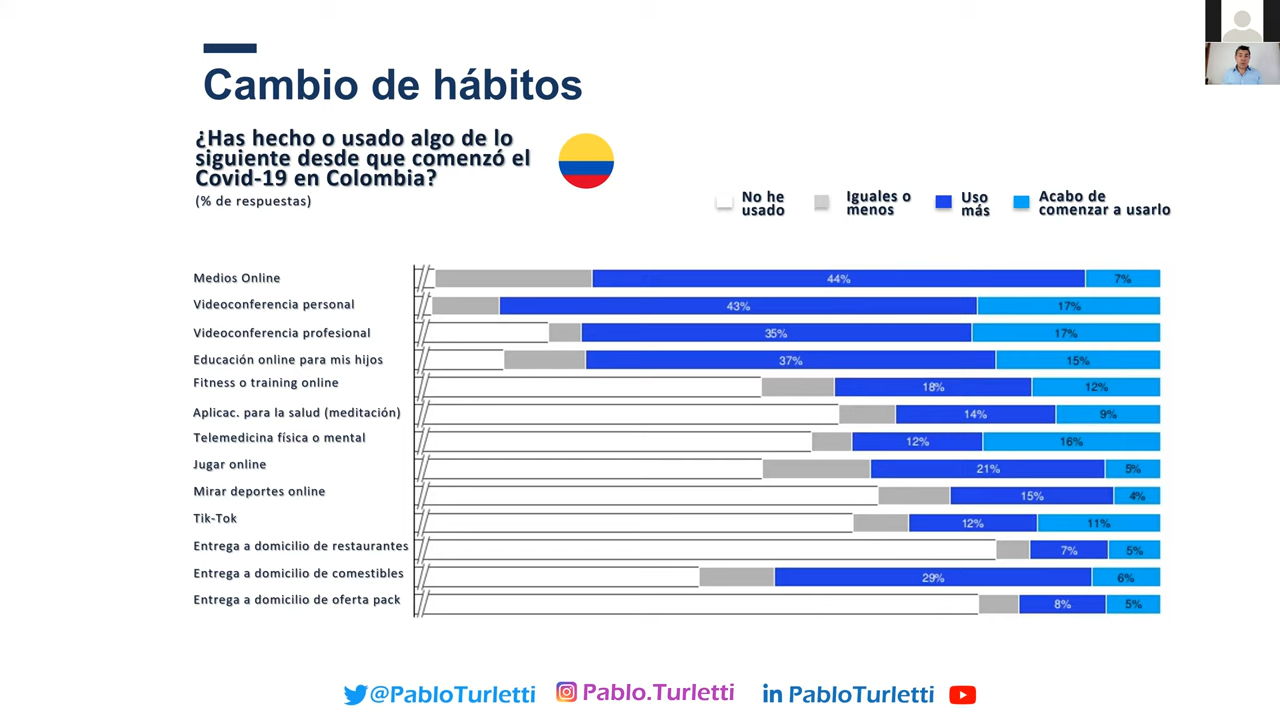 Cambio de hábitos
¿Has hecho o usado algo de lo
siguiente desde que comenzó el
Covid-19 en Colombia?
(% de respuestas)
No he
usado
Iguales o
menos
Uso
más
Acabo de
comenzar a usarlo
Medios Online 44% 7%
Videoconferencia personal 43% 17%
Videoconferencia profesional 35% 17%
Educación online para mis hijos 37% 15%
Fitness o training online 18% 12%
Aplicac. para la salud (meditación) 14% 9%
Telemedicina física o mental 12% 16%
Jugar online 21% 5%
Mirar deportes online 15% 4%
Tik-Tok 12% 11%
Entrega a domicilio de restaurantes 7% 5%
Entrega a domicilio de comestibles 29% 6%
Entrega a domicilio de oferta pack 8% 5%
@PabloTurletti Pablo.Turletti in PabloTurletti